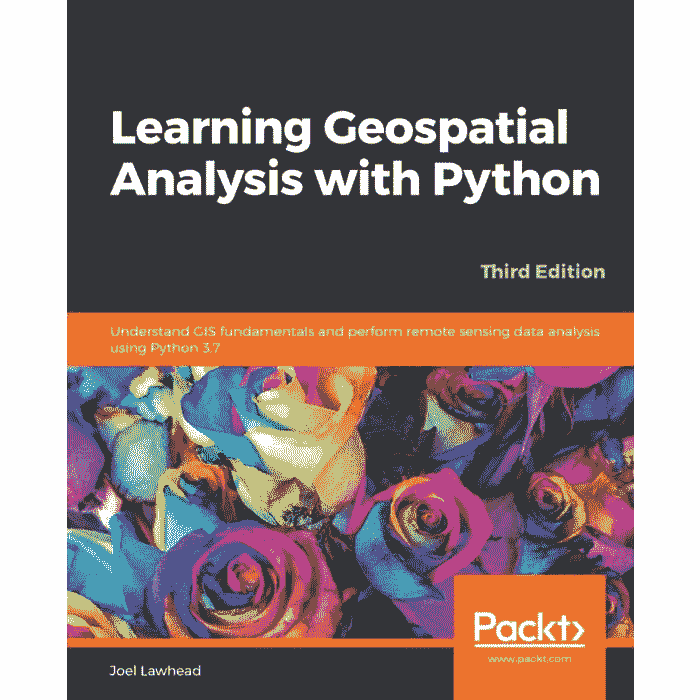 Learning Geospatial
Analysis with Python
Third Edition
Understand GIS fundamentals and perform remote sensing data analysis
using Python 3.7
Packt>
www.packt.com
Joel Lawhead